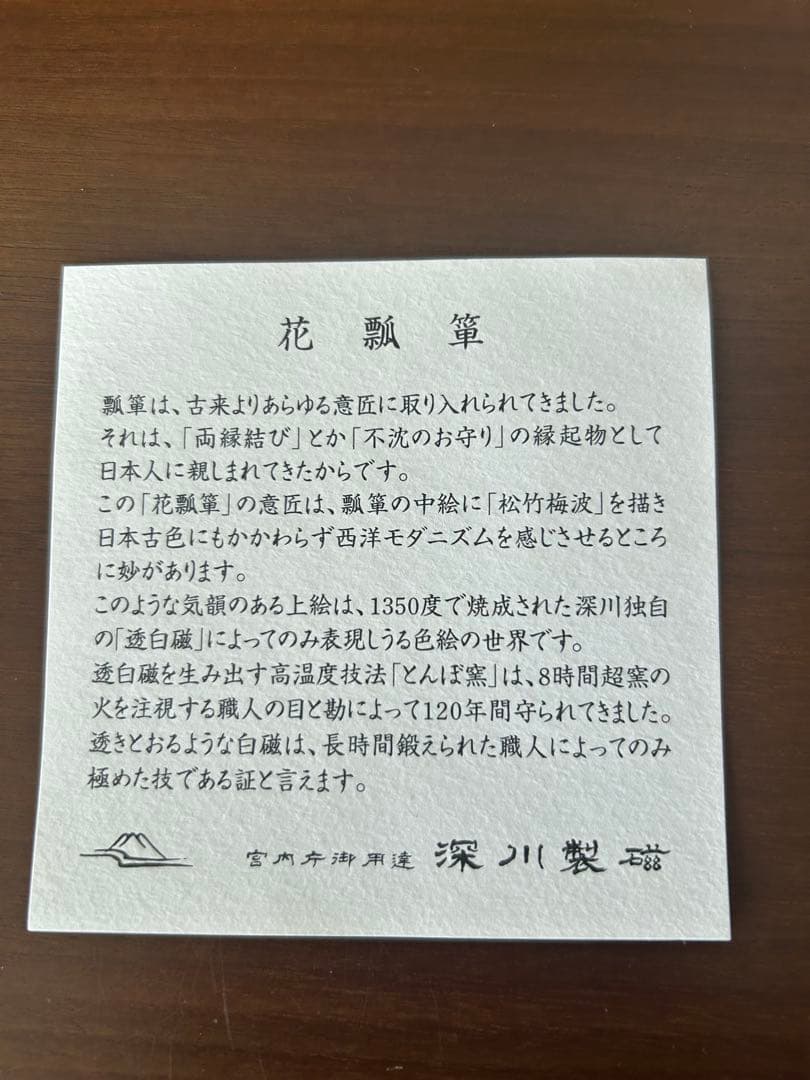 花瓢箪
瓢箪は、古来よりあらゆる意匠に取り入れられてきました。
それは、「両縁結び」とか「不沈のお守り」の縁起物として
日本人に親しまれてきたからです。
この「花瓢箪」の意匠は、瓢箪の中絵に「松竹梅波」を描き
日本古色にもかかわらず西洋モダニズムを感じさせるところ
に妙があります。
このような気韻のある上絵は、1350度で焼成された深川独自
の「透白磁」によってのみ表現しうる色絵の世界です。
透白磁を生み出す高温度技法「とんぼ窯」は、8時間超窯の
火を注視する職人の目と勘によって120年間守られてきました。
透きとおるような白磁は、長時間鍛えられた職人によってのみ
極めた技である証と言えます。
宮内庁御用達 深川製磁